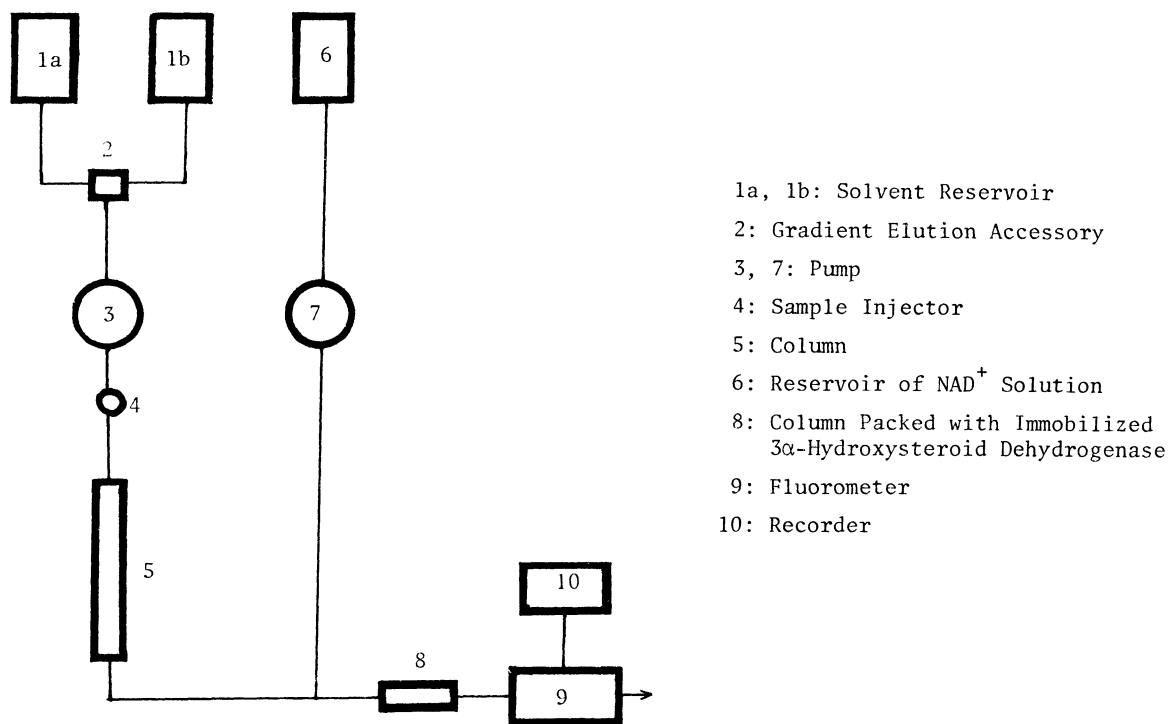 1a
1b
6
2
3
7
4
5
8
10
9
1a, 1b: Solvent Reservoir
2: Gradient Elution Accessory
3, 7: Pump
4: Sample Injector
5: Column
6: Reservoir of NAD⁺ Solution
8: Column Packed with Immobilized
3α-Hydroxysteroid Dehydrogenase
9: Fluorometer
10: Recorder